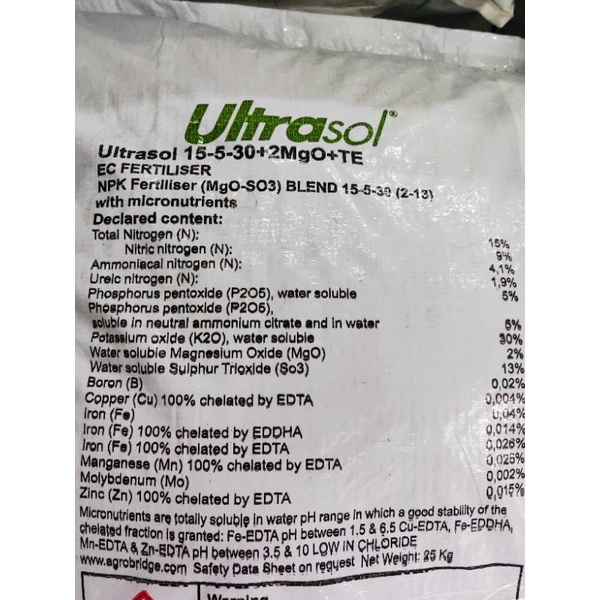 Ultrasol®
Ultrasol 15-5-30+2MgO+TE
EC FERTILISER
NPK Fertiliser (MgO-SO3) BLEND 15-5-30 (2-13)
with micronutrients
Declared content:
Total Nitrogen (N): 15%
Nitric nitrogen (N): 9%
Ammoniacal nitrogen (N): 4,1%
Ureic nitrogen (N): 1,9%
Phosphorus pentoxide (P2O5), water soluble 5%
Phosphorus pentoxide (P2O5),
soluble in neutral ammonium citrate and in water 5%
Potassium oxide (K2O), water soluble 30%
Water soluble Magnesium Oxide (MgO) 2%
Water soluble Sulphur Trioxide (So3) 13%
Boron (B) 0,02%
Copper (Cu) 100% chelated by EDTA 0,004%
Iron (Fe) 0,04%
Iron (Fe) 100% chelated by EDDHA 0,014%
Iron (Fe) 100% chelated by EDTA 0,026%
Manganese (Mn) 100% chelated by EDTA 0,025%
Molybdenum (Mo) 0,002%
Zinc (Zn) 100% chelated by EDTA 0,015%
Micronutrients are totally soluble in water pH range in which a good stability of the
chelated fraction is granted: Fe-EDTA pH between 1.5 & 6.5 Cu-EDTA, Fe-EDDHA,
Mn-EDTA & Zn-EDTA pH between 3.5 & 10 LOW IN CHLORIDE
www.agrobridge.com Safety Data Sheet on request Net Weight: 25 Kg
Warning